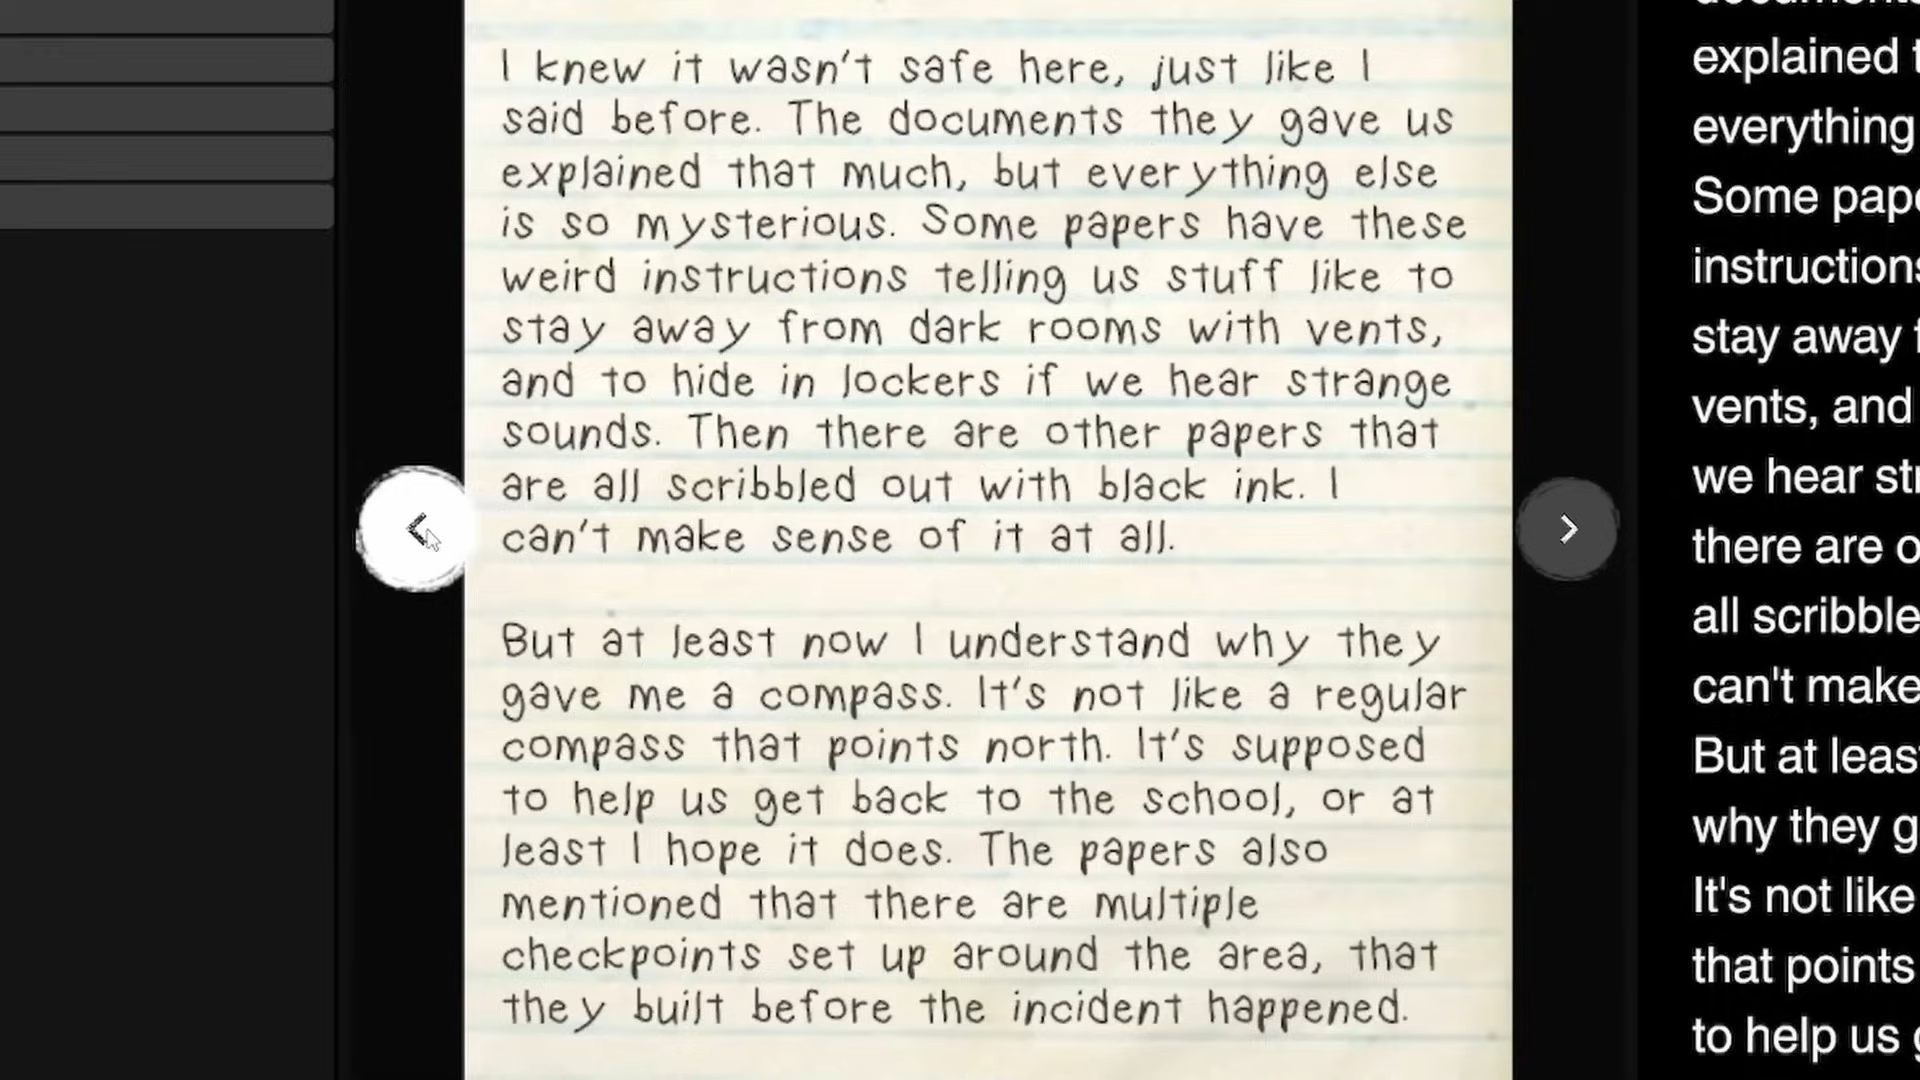 I knew it wasn't safe here, just like I
said before. The documents they gave us
explained that much, but everything else
is so mysterious. Some papers have these
weird instructions telling us stuff like to
stay away from dark rooms with vents,
and to hide in lockers if we hear strange
sounds. Then there are other papers that
are all scribbled out with black ink. I
can't make sense of it at all.
But at least now I understand why they
gave me a compass. It's not like a regular
compass that points north. It's supposed
to help us get back to the school, or at
least I hope it does. The papers also
mentioned that there are multiple
checkpoints set up around the area, that
they built before the incident happened.
explained
everything
Some
instructions
stay away
vents, and
we hear
there are
all
can't make
But at
why they
It's not like
that points
to help us